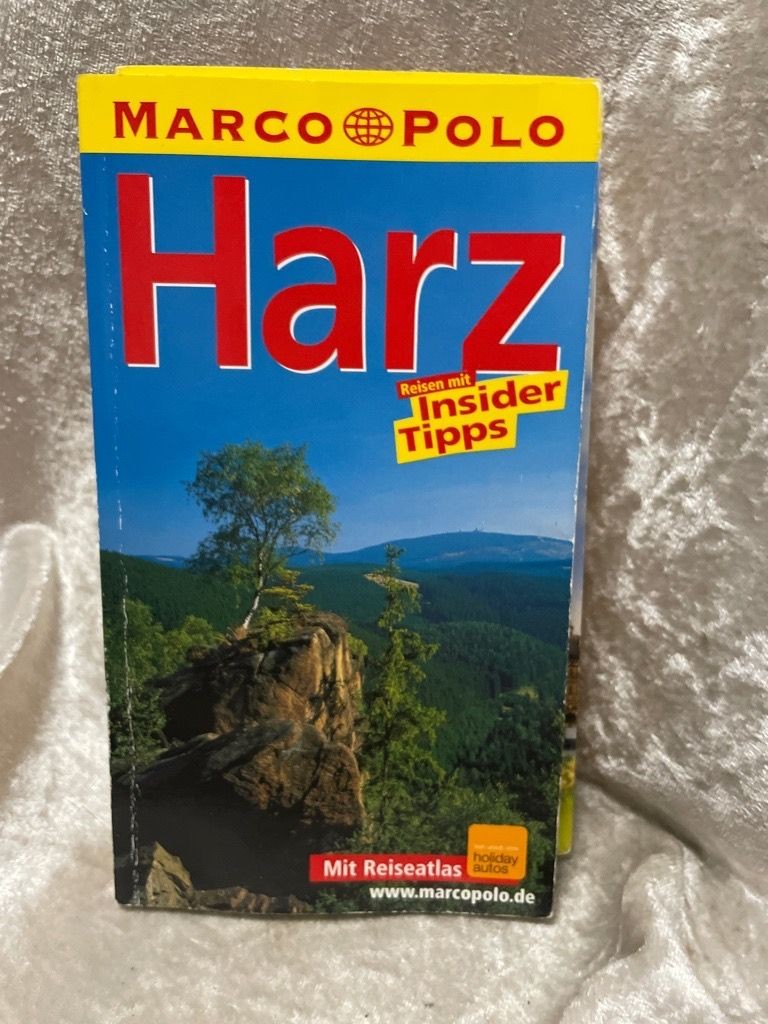 MARCO POLO
Harz
Reisen mit
Insider
Tipps
Mit Reiseatlas
holiday
autos
www.marcopolo.de